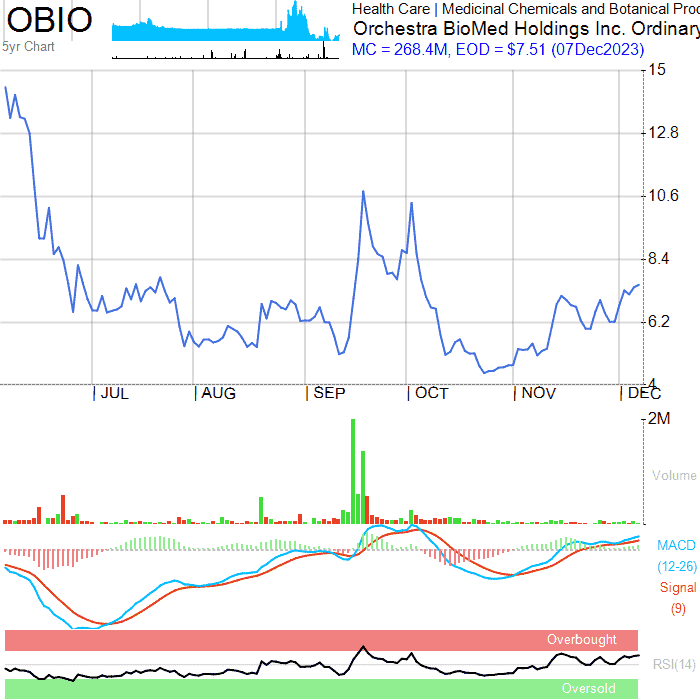 OBIO
5yr Chart
Health Care | Medicinal Chemicals and Botanical Prod
Orchestra BioMed Holdings Inc. Ordinary
MC = 268.4M, EOD = $7.51 (07Dec2023)
15
12.8
10.6
8.4
6.2
4
JUL
AUG
SEP
OCT
NOV
DEC
2M
Volume
MACD
(12-26)
Signal
(9)
Overbought
RSI(14)
Oversold